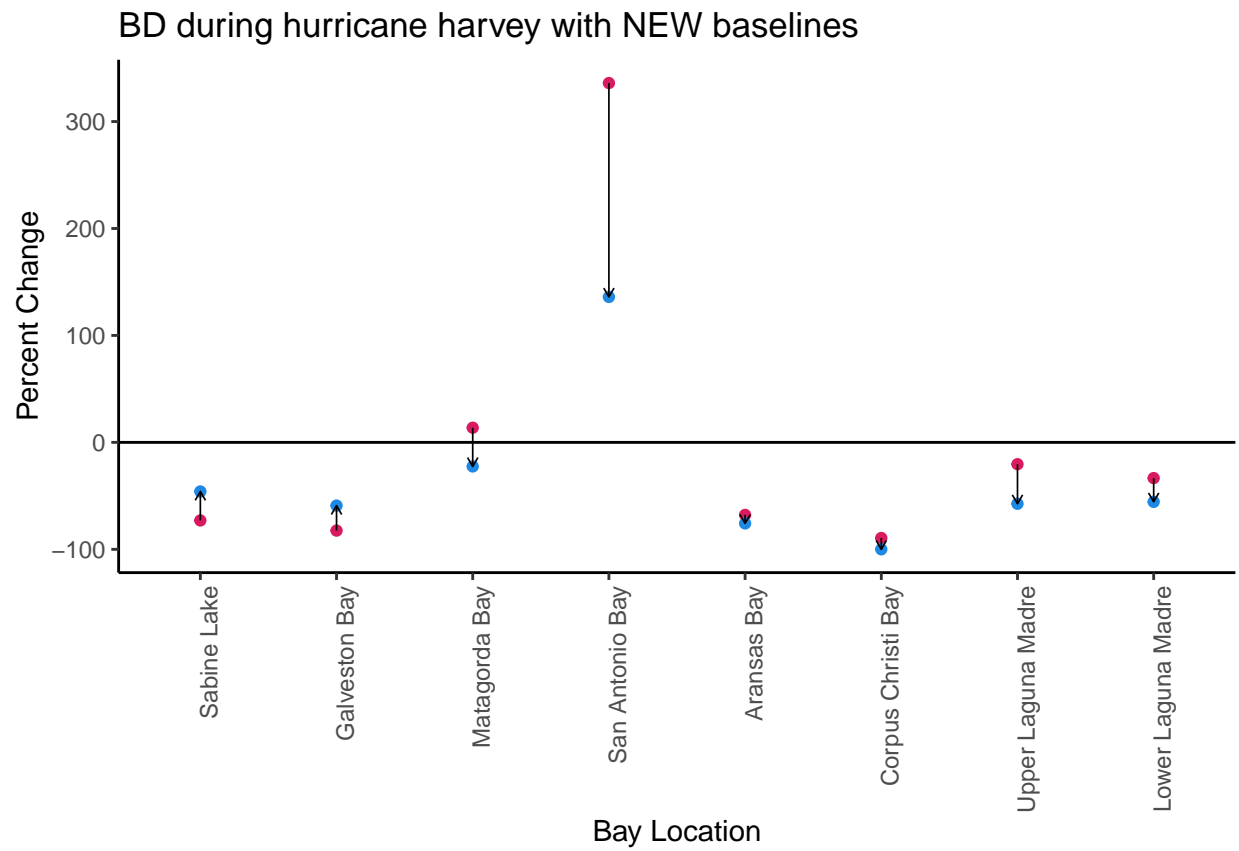 BD during hurricane harvey with NEW baselines
Percent Change
300
200
100
0
−100
Sabine Lake
Galveston Bay
Matagorda Bay
San Antonio Bay
Aransas Bay
Corpus Christi Bay
Upper Laguna Madre
Lower Laguna Madre
Bay Location